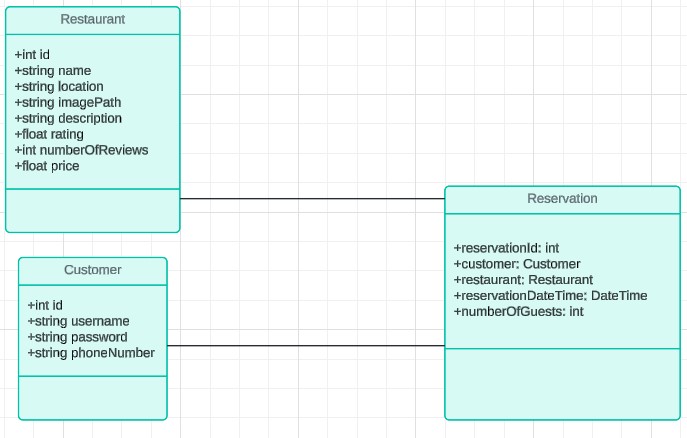 Restaurant
+int id
+string name
+string location
+string imagePath
+string description
+float rating
+int numberOfReviews
+float price
Customer
+int id
+string username
+string password
+string phoneNumber
Reservation
+reservationId: int
+customer: Customer
+restaurant: Restaurant
+reservationDateTime: DateTime
+numberOfGuests: int